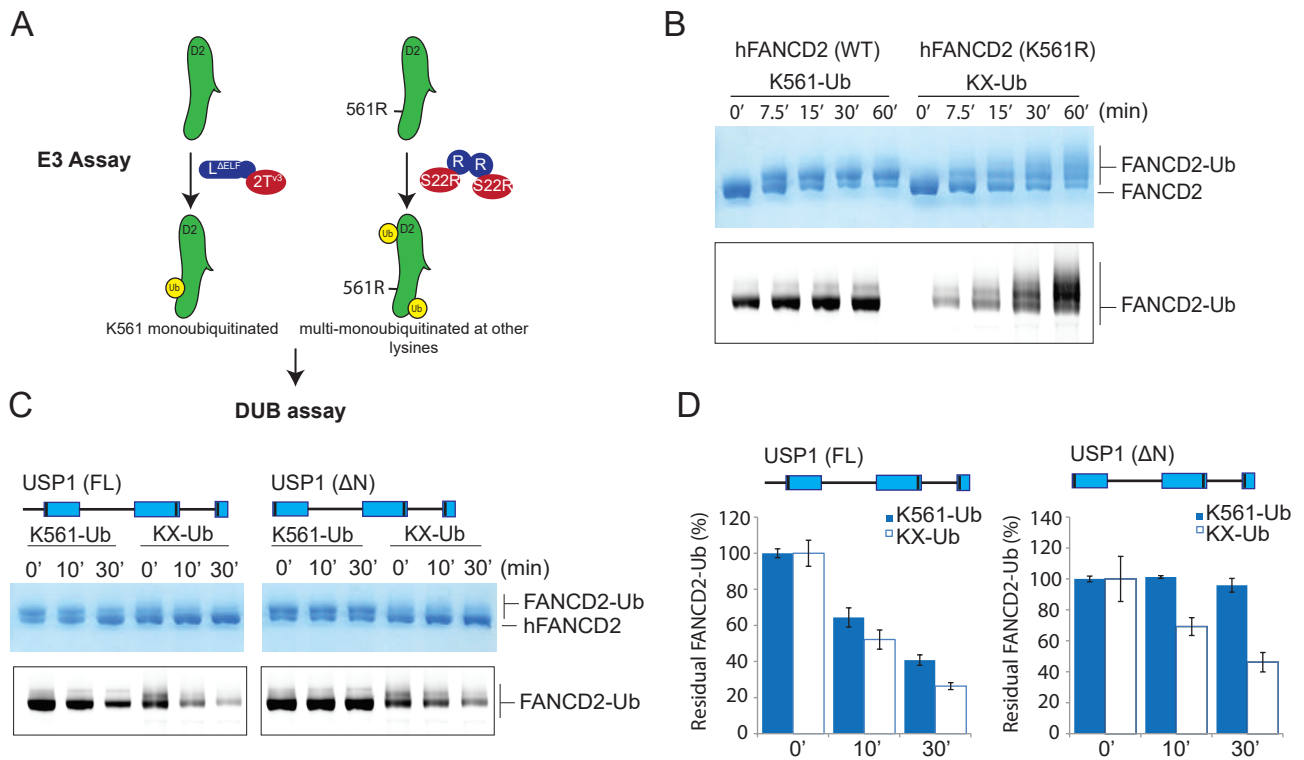 A
D2
D2
561R
E3 Assay
L^ΔELF
2T^v3
R R
S22R S22R
D2
Ub D2
Ub
561R
Ub
K561 monoubiquitinated
multi-monoubiquitinated at other
lysines
DUB assay
B
hFANCD2 (WT) hFANCD2 (K561R)
K561-Ub KX-Ub
0’ 7.5’ 15’ 30’ 60’ 0’ 7.5’ 15’ 30’ 60’ (min)
FANCD2-Ub
FANCD2
FANCD2-Ub
C
USP1 (FL) USP1 (ΔN)
K561-Ub KX-Ub K561-Ub KX-Ub
0’ 10’ 30’ 0’ 10’ 30’ 0’ 10’ 30’ 0’ 10’ 30’ (min)
FANCD2-Ub
hFANCD2
FANCD2-Ub
D
USP1 (FL)
K561-Ub
KX-Ub
Residual FANCD2-Ub (%)
120
100
80
60
40
20
0
0’ 10’ 30’
USP1 (ΔN)
K561-Ub
KX-Ub
Residual FANCD2-Ub (%)
140
120
100
80
60
40
20
0
0’ 10’ 30’